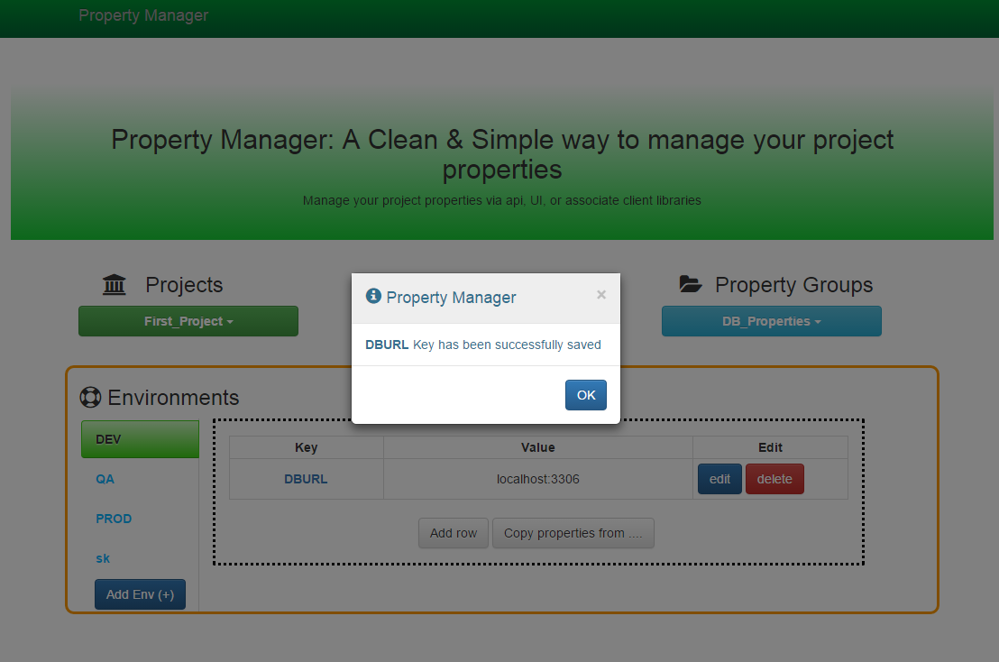 Property Manager
Property Manager: A Clean & Simple way to manage your project
properties
Manage your project properties via api, UI, or associate client libraries
Projects
First_Project
Property Groups
DB_Properties
Property Manager
×
DBURL Key has been successfully saved
OK
Environments
DEV
QA
PROD
sk
Add Env (+)
Key Value Edit
DBURL localhost:3306 edit delete
Add row Copy properties from ....